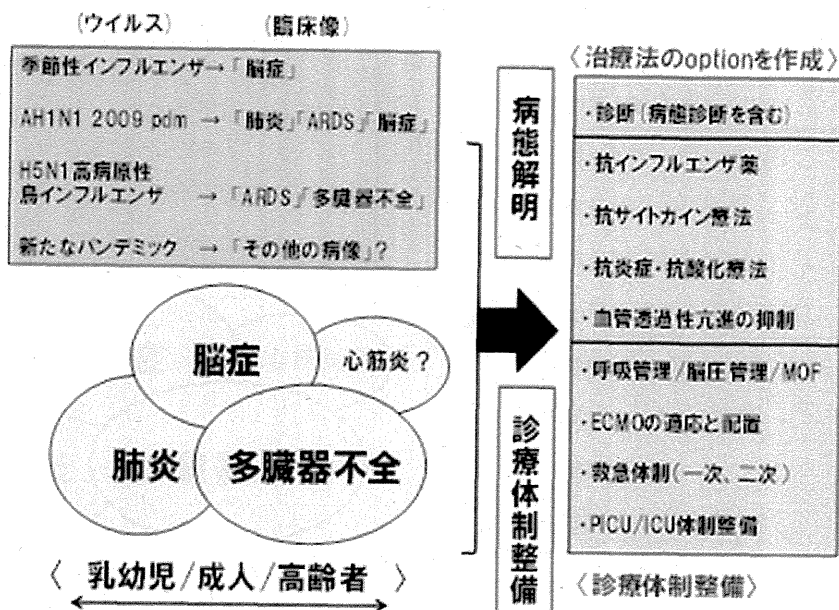 (ウイルス) (臨床像)
季節性インフルエンザ→「脳症」
AH1N1 2009 pdm → 「肺炎」「ARDS」/「脳症」
H5N1高病原性
鳥インフルエンザ → 「ARDS」/「多臓器不全」
新たなパンデミック → 「その他の病像」?
脳症
心筋炎?
肺炎
多臓器不全
〈 乳幼児/成人/高齢者 〉
病態解明
診療体制整備
〈治療法のoptionを作成〉
・診断(病態診断を含む)
・抗インフルエンザ薬
・抗サイトカイン療法
・抗炎症・抗酸化療法
・血管透過性亢進の抑制
・呼吸管理/脳圧管理/MOF
・ECMOの適応と配置
・救急体制(一次、二次)
・PICU/ICU体制整備
〈診療体制整備〉